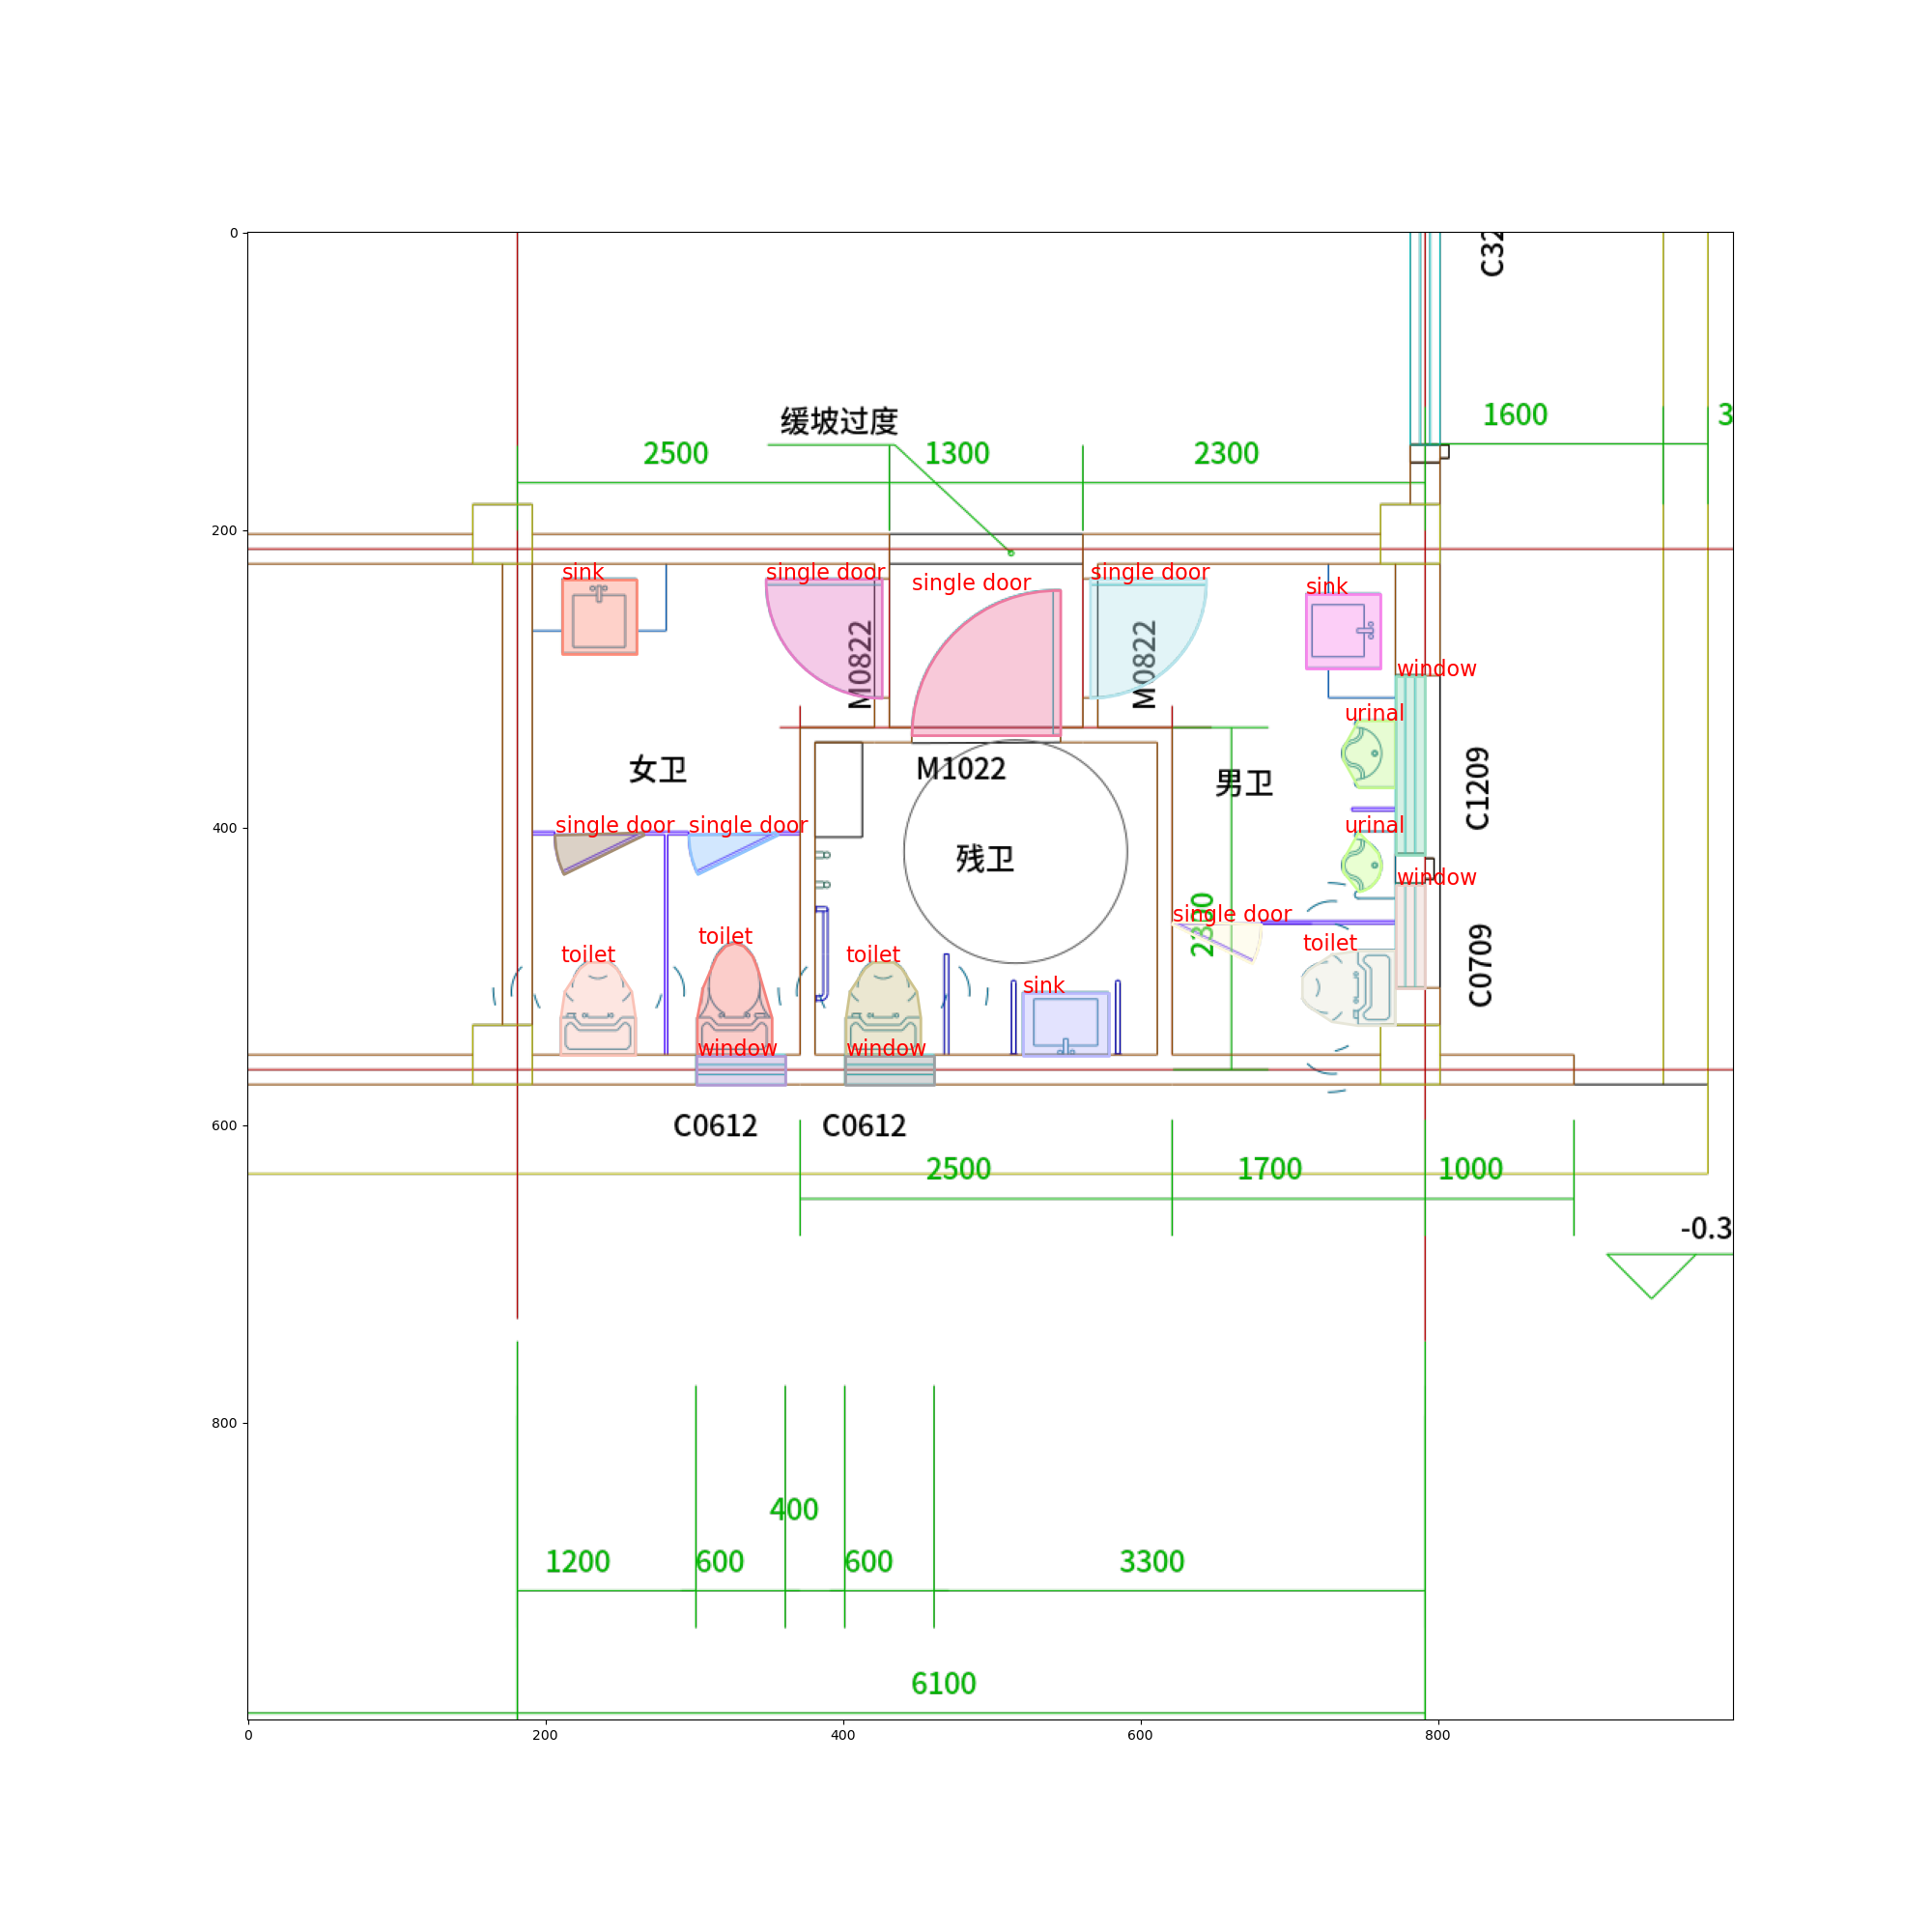 0
C32
1600
3
缓坡过度
2500
1300
2300
200
sink
single door
single door
single door
sink
M0822
M0822
window
urinal
女卫
M1022
男卫
C1209
400
single door
single door
urinal
残卫
window
single door
toilet
toilet
toilet
toilet
C0709
sink
window
window
600
C0612
C0612
2500
1700
1000
-0.3
800
400
1200
600
600
3300
6100
0
200
400
600
800